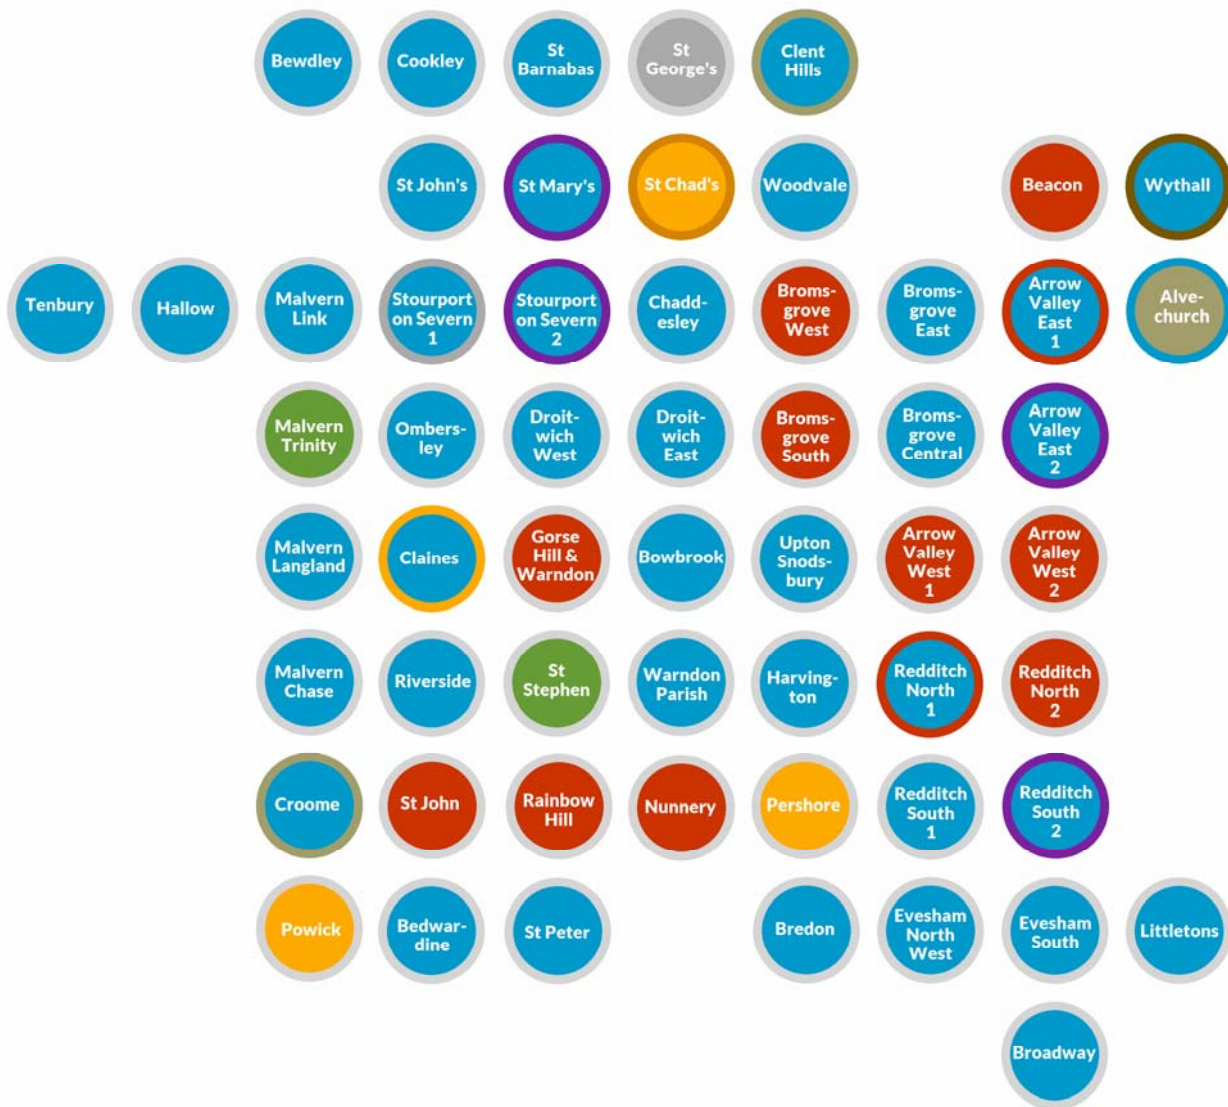 Bewdley
Cookley
St
Barnabas
St
George's
Clent
Hills
St John's
St Mary's
St Chad's
Woodvale
Beacon
Wythall
Tenbury
Hallow
Malvern
Link
Stourport
on Severn
1
Stourport
on Severn
2
Chadd-
esley
Broms-
grove
West
Broms-
grove
East
Arrow
Valley
East
1
Alve-
church
Malvern
Trinity
Ombers-
ley
Droit-
wich
West
Droit-
wich
East
Broms-
grove
South
Broms-
grove
Central
Arrow
Valley
East
2
Malvern
Langland
Claines
Gorse
Hill &
Warndon
Bowbrook
Upton
Snods-
bury
Arrow
Valley
West
1
Arrow
Valley
West
2
Malvern
Chase
Riverside
St
Stephen
Warndon
Parish
Harving-
ton
Redditch
North
1
Redditch
North
2
Croome
St John
Rainbow
Hill
Nunnery
Pershore
Redditch
South
1
Redditch
South
2
Powick
Bedwar-
dine
St Peter
Bredon
Evesham
North
West
Evesham
South
Littletons
Broadway